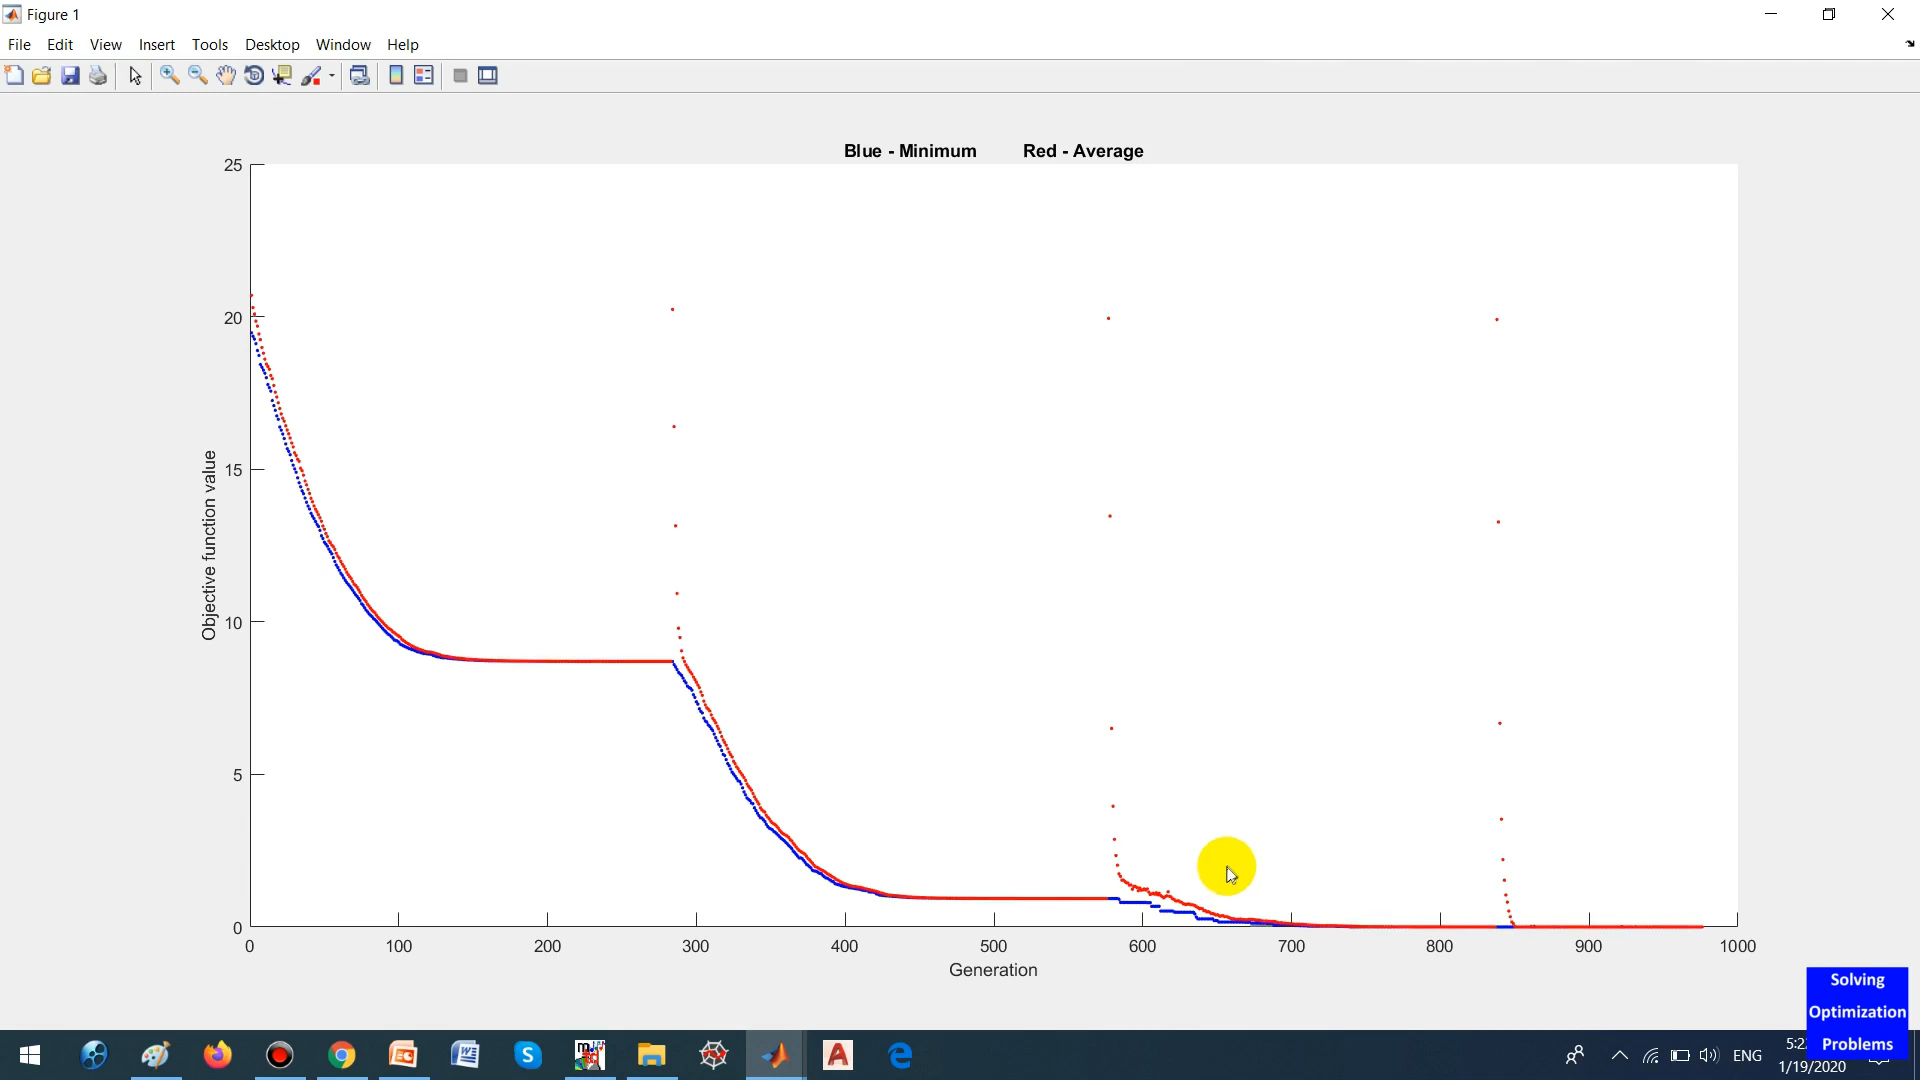 Figure 1
File Edit View Insert Tools Desktop Window Help
Blue - Minimum Red - Average
25
20
15
10
5
0
Objective function value
0 100 200 300 400 500 600 700 800 900 1000
Generation
Solving
Optimization
Problems
ENG
1/19/2020